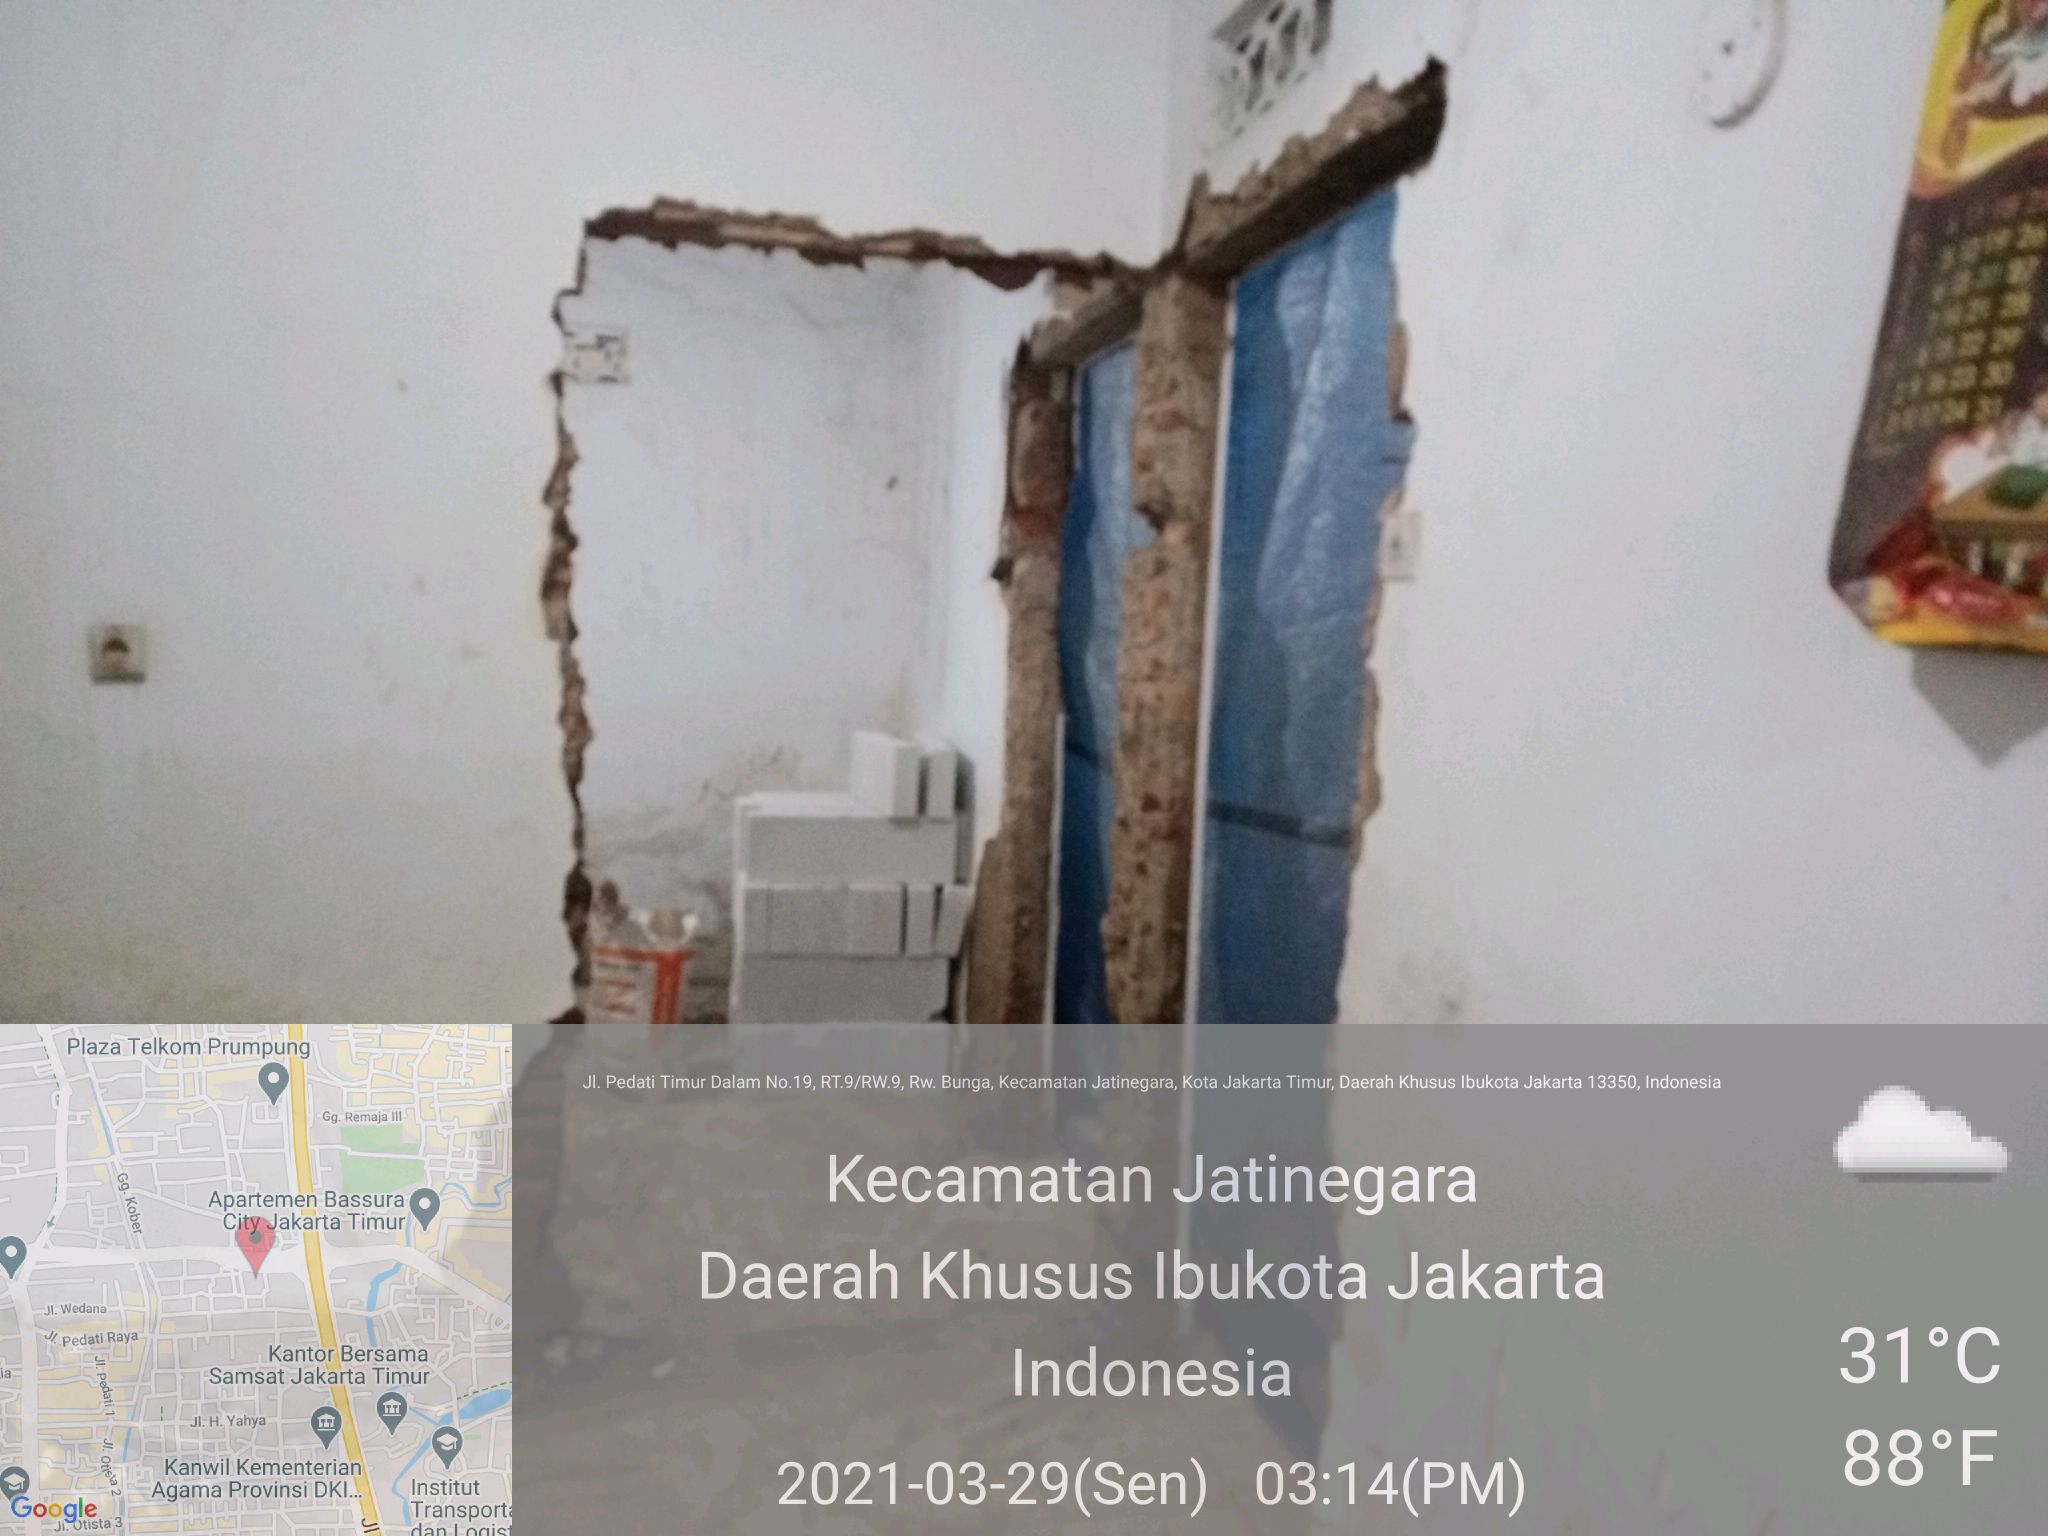 Plaza Telkom Prumpung
Gg. Remaja III
Gg. Kober
Apartemen Bassura
City Jakarta Timur
Jl. Wedana
Jl. Pedati Raya
Jl. Pedati 1
Kantor Bersama
Samsat Jakarta Timur
Jl. H. Yahya
Jl. Otista 2
Kanwil Kementerian
Agama Provinsi DKI...
Institut
Transporta
dan Logist
Google
Jl. Otista 3
Jl. Pedati Timur Dalam No.19, RT.9/RW.9, Rw. Bunga, Kecamatan Jatinegara, Kota Jakarta Timur, Daerah Khusus Ibukota Jakarta 13350, Indonesia
Kecamatan Jatinegara
Daerah Khusus Ibukota Jakarta
Indonesia
2021-03-29(Sen) 03:14(PM)
31°C
88°F